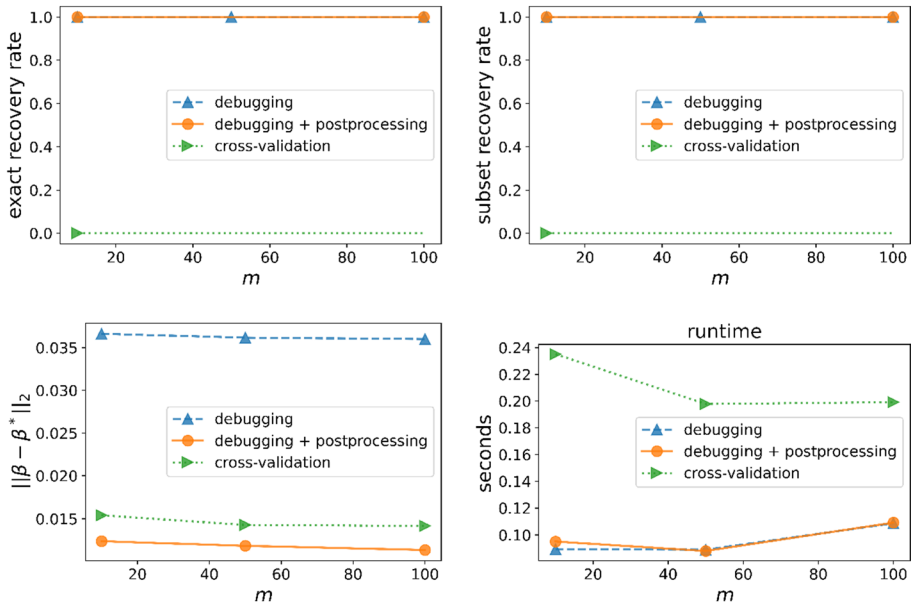 exact recovery rate
1.0
0.8
0.6
0.4
0.2
0.0
debugging
debugging + postprocessing
cross-validation
20 40 60 80 100
m
subset recovery rate
1.0
0.8
0.6
0.4
0.2
0.0
debugging
debugging + postprocessing
cross-validation
20 40 60 80 100
m
||β − β*||₂
0.035
0.030
0.025
0.020
0.015
debugging
debugging + postprocessing
cross-validation
20 40 60 80 100
m
runtime
seconds
0.24
0.22
0.20
0.18
0.16
0.14
0.12
0.10
debugging
debugging + postprocessing
cross-validation
20 40 60 80 100
m